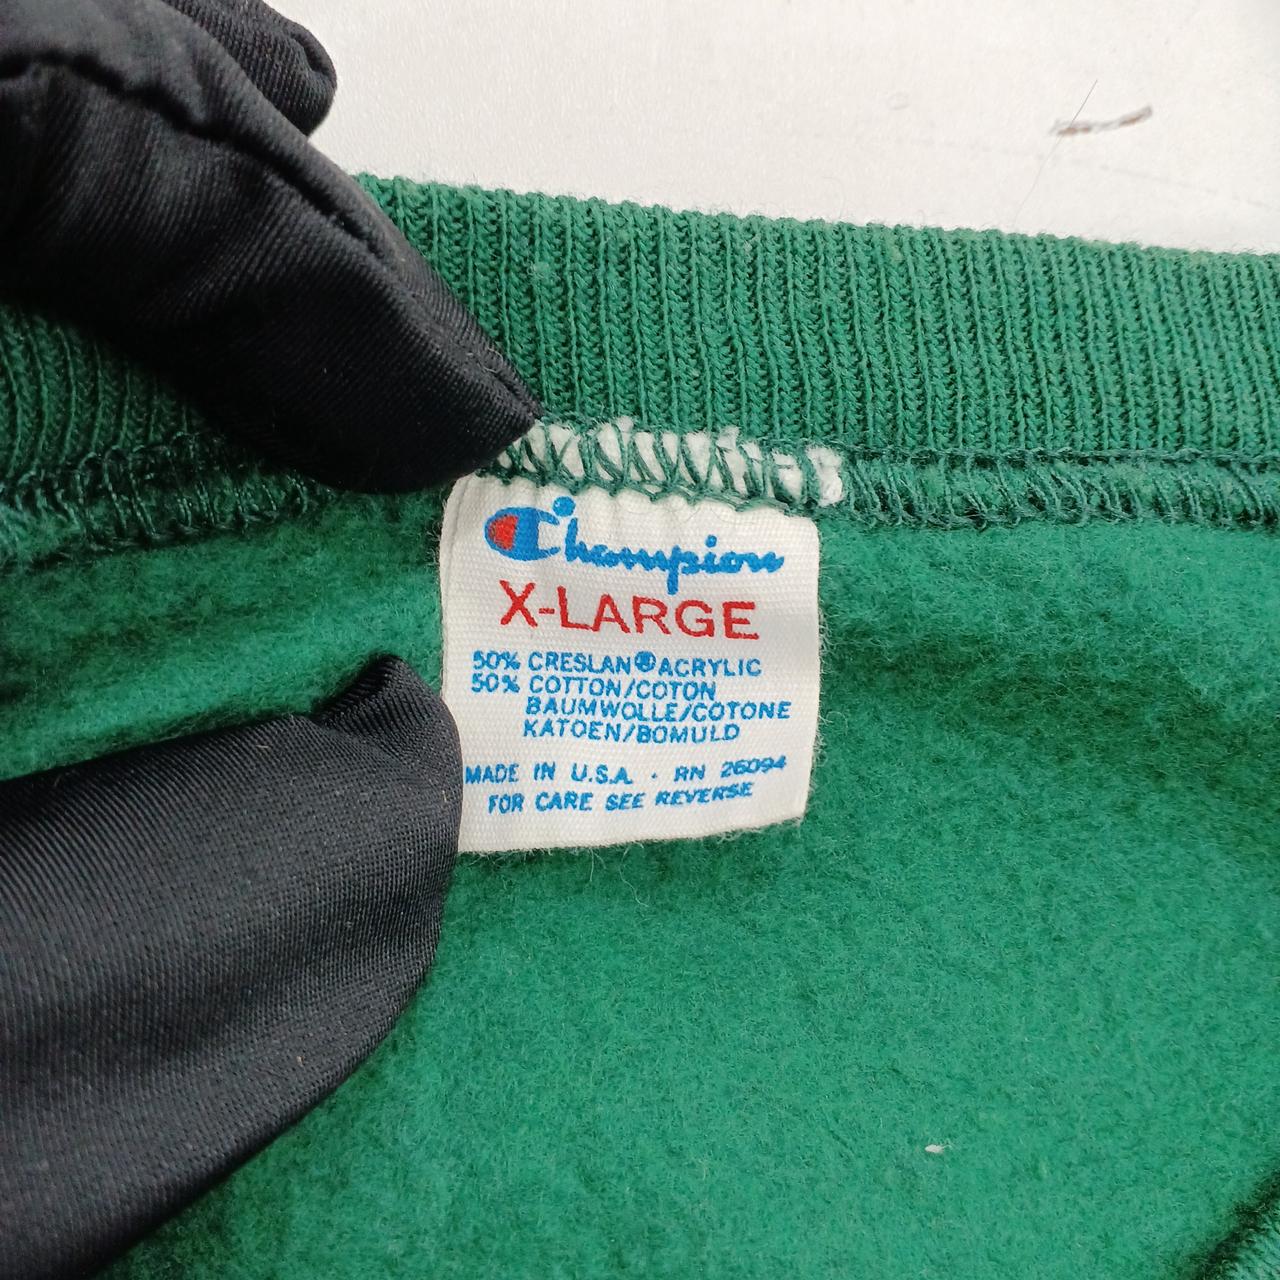 Champion
X-LARGE
50% CRESLAN® ACRYLIC
50% COTTON/COTON
BAUMWOLLE/COTONE
KATOEN/BOMULD
MADE IN U.S.A. · RN 26094
FOR CARE SEE REVERSE